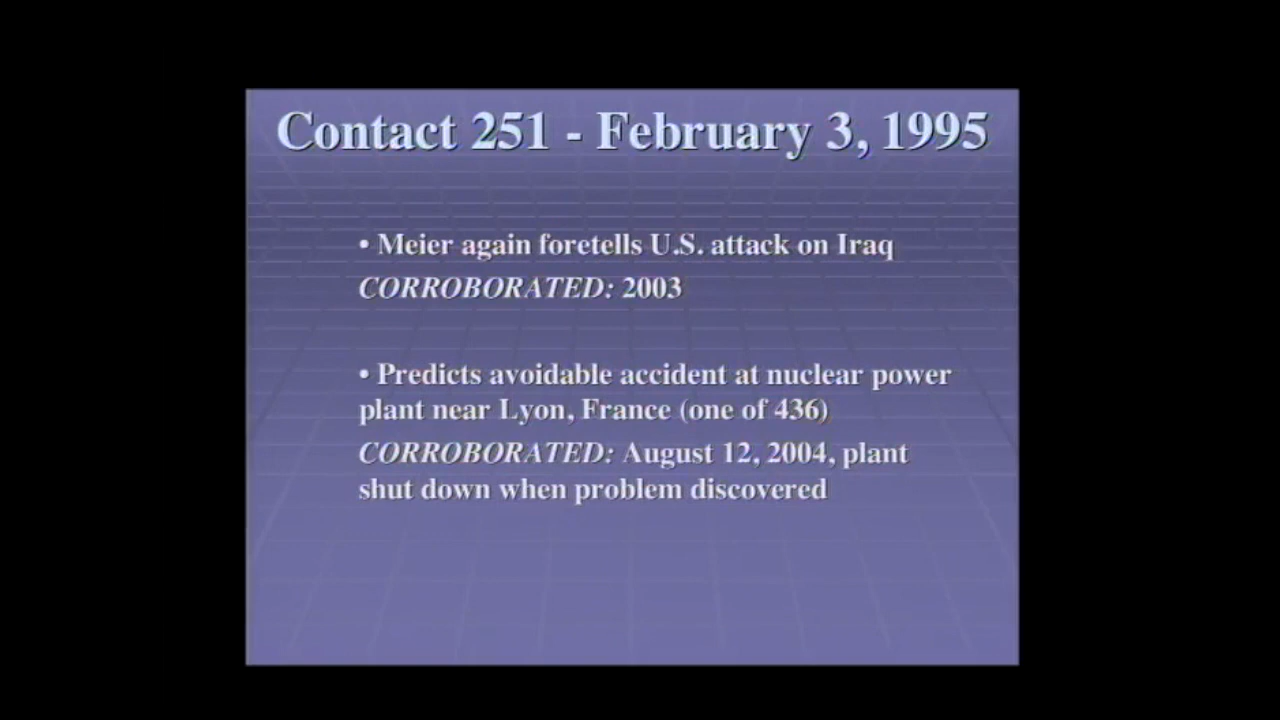 Contact 251 - February 3, 1995
• Meier again foretells U.S. attack on Iraq
CORROBORATED: 2003
• Predicts avoidable accident at nuclear power
plant near Lyon, France (one of 436)
CORROBORATED: August 12, 2004, plant
shut down when problem discovered